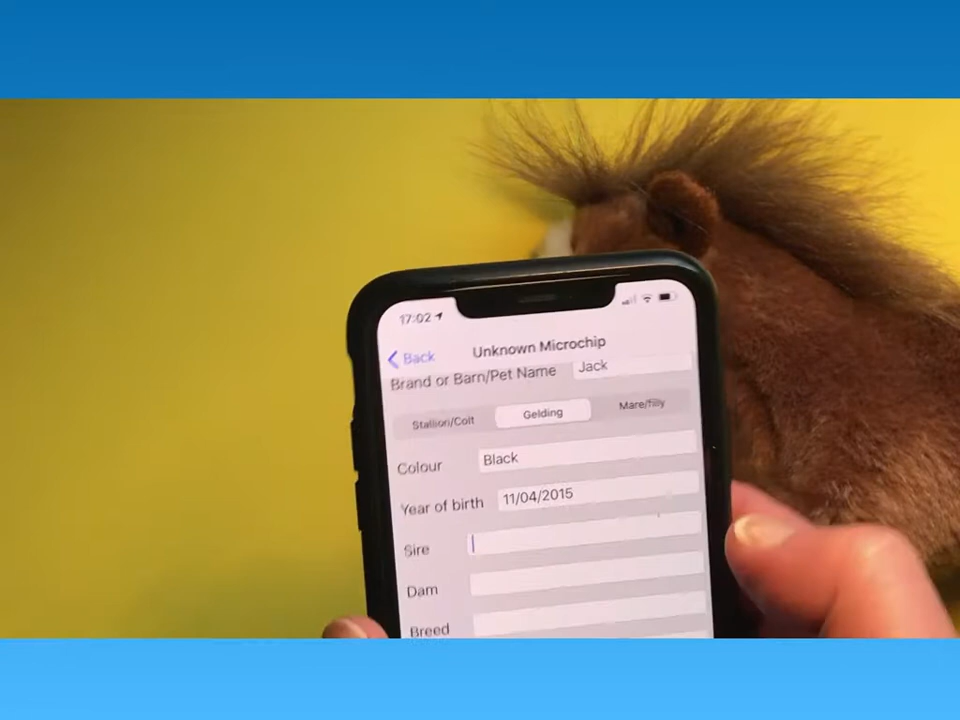 17:02
Back
Unknown Microchip
Brand or Barn/Pet Name Jack
Stallion/Colt Gelding Mare/filly
Colour Black
Year of birth 11/04/2015
Sire
Dam
Breed